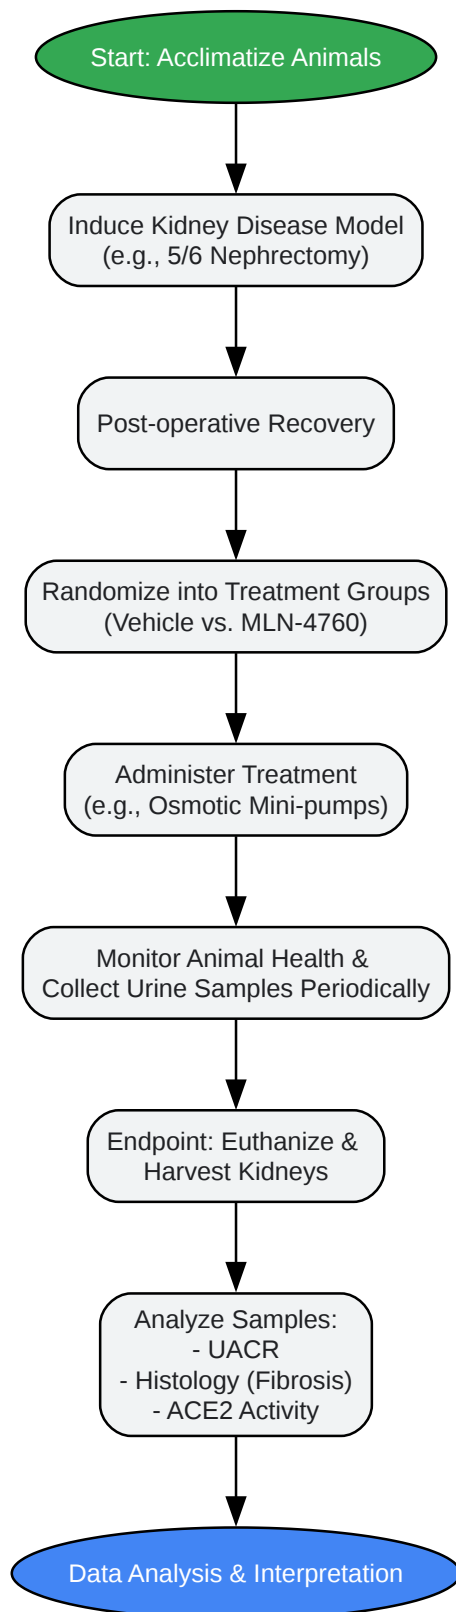 Start: Acclimatize Animals
Induce Kidney Disease Model
(e.g., 5/6 Nephrectomy)
Post-operative Recovery
Randomize into Treatment Groups
(Vehicle vs. MLN-4760)
Administer Treatment
(e.g., Osmotic Mini-pumps)
Monitor Animal Health &
Collect Urine Samples Periodically
Endpoint: Euthanize &
Harvest Kidneys
Analyze Samples:
- UACR
- Histology (Fibrosis)
- ACE2 Activity
Data Analysis & Interpretation